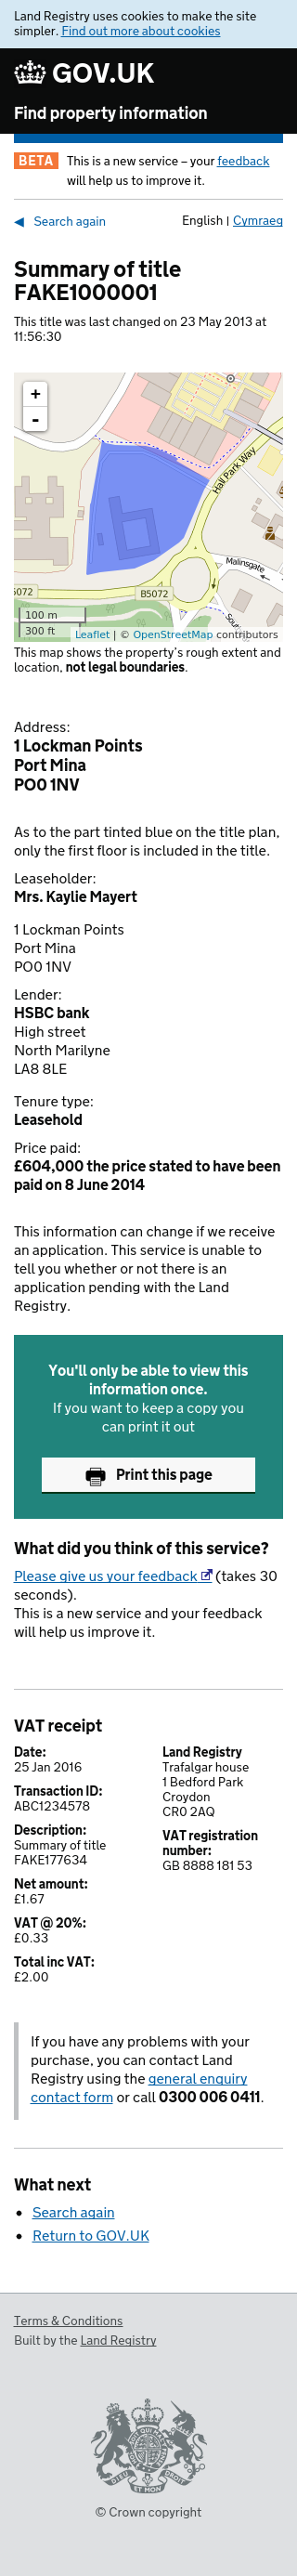 Land Registry uses cookies to make the site
simpler. Find out more about cookies
GOV.UK
Find property information
BETA This is a new service – your feedback
will help us to improve it.
Search again English | Cymraeg
Summary of title
FAKE1000001
This title was last changed on 23 May 2013 at
11:56:30
+
-
Hall Park Way
Malinsgate
B5072
100 m
300 ft
Leaflet | © OpenStreetMap contributors
This map shows the property's rough extent and
location, not legal boundaries.
Address:
1 Lockman Points
Port Mina
PO0 1NV
As to the part tinted blue on the title plan,
only the first floor is included in the title.
Leaseholder:
Mrs. Kaylie Mayert
1 Lockman Points
Port Mina
PO0 1NV
Lender:
HSBC bank
High street
North Marilyne
LA8 8LE
Tenure type:
Leasehold
Price paid:
£604,000 the price stated to have been
paid on 8 June 2014
This information can change if we receive
an application. This service is unable to
tell you whether or not there is an
application pending with the Land
Registry.
You'll only be able to view this
information once.
If you want to keep a copy you
can print it out
Print this page
What did you think of this service?
Please give us your feedback (takes 30
seconds).
This is a new service and your feedback
will help us improve it.
VAT receipt
Date:
25 Jan 2016
Transaction ID:
ABC1234578
Description:
Summary of title
FAKE177634
Net amount:
£1.67
VAT @ 20%:
£0.33
Total inc VAT:
£2.00
Land Registry
Trafalgar house
1 Bedford Park
Croydon
CR0 2AQ
VAT registration
number:
GB 8888 181 53
If you have any problems with your
purchase, you can contact Land
Registry using the general enquiry
contact form or call 0300 006 0411.
What next
Search again
Return to GOV.UK
Terms & Conditions
Built by the Land Registry
© Crown copyright